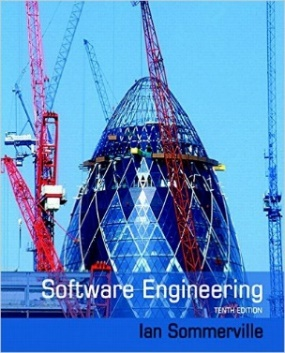 Software Engineering
TENTH EDITION
Ian Sommerville